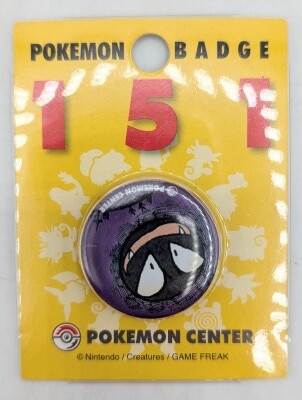 POKEMON BADGE
151
POKEMON CENTER
POKEMON CENTER
© Nintendo / Creatures / GAME FREAK